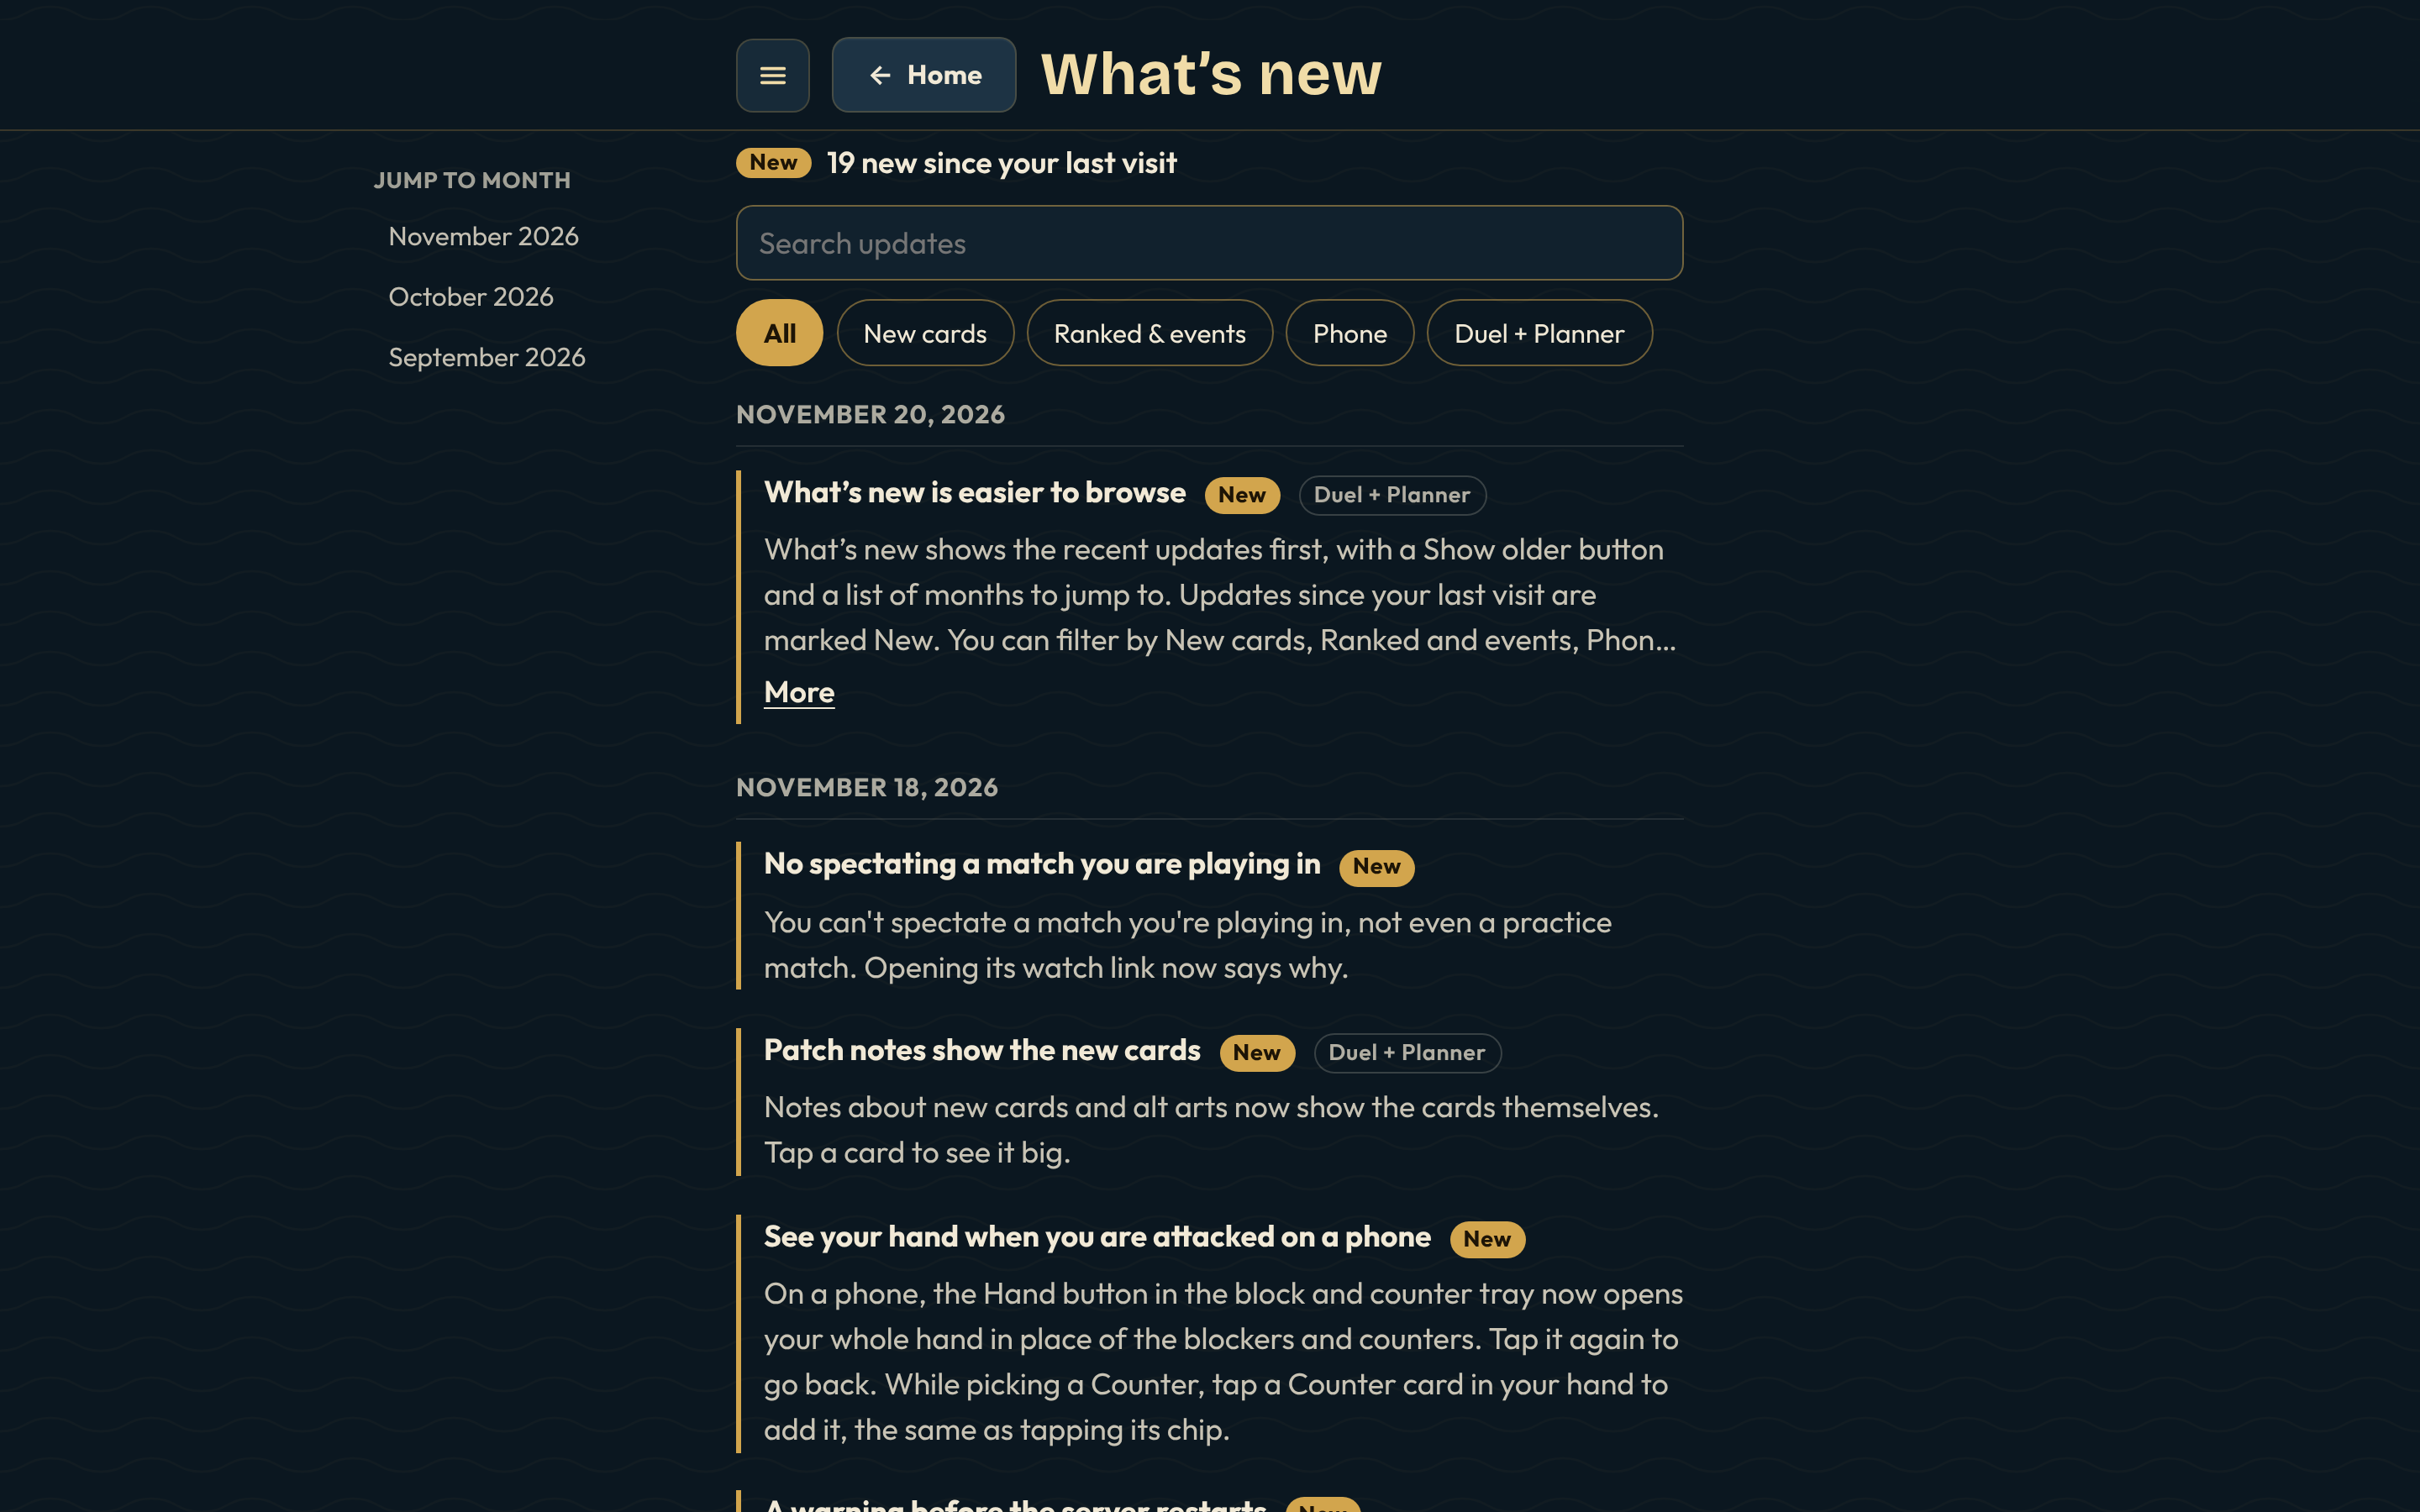 Home
What’s new
New 19 new since your last visit
JUMP TO MONTH
November 2026
October 2026
September 2026
Search updates
All New cards Ranked & events Phone Duel + Planner
NOVEMBER 20, 2026
What’s new is easier to browse New Duel + Planner
What’s new shows the recent updates first, with a Show older button
and a list of months to jump to. Updates since your last visit are
marked New. You can filter by New cards, Ranked and events, Phon…
More
NOVEMBER 18, 2026
No spectating a match you are playing in New
You can't spectate a match you're playing in, not even a practice
match. Opening its watch link now says why.
Patch notes show the new cards New Duel + Planner
Notes about new cards and alt arts now show the cards themselves.
Tap a card to see it big.
See your hand when you are attacked on a phone New
On a phone, the Hand button in the block and counter tray now opens
your whole hand in place of the blockers and counters. Tap it again to
go back. While picking a Counter, tap a Counter card in your hand to
add it, the same as tapping its chip.
A warning before the server restarts New